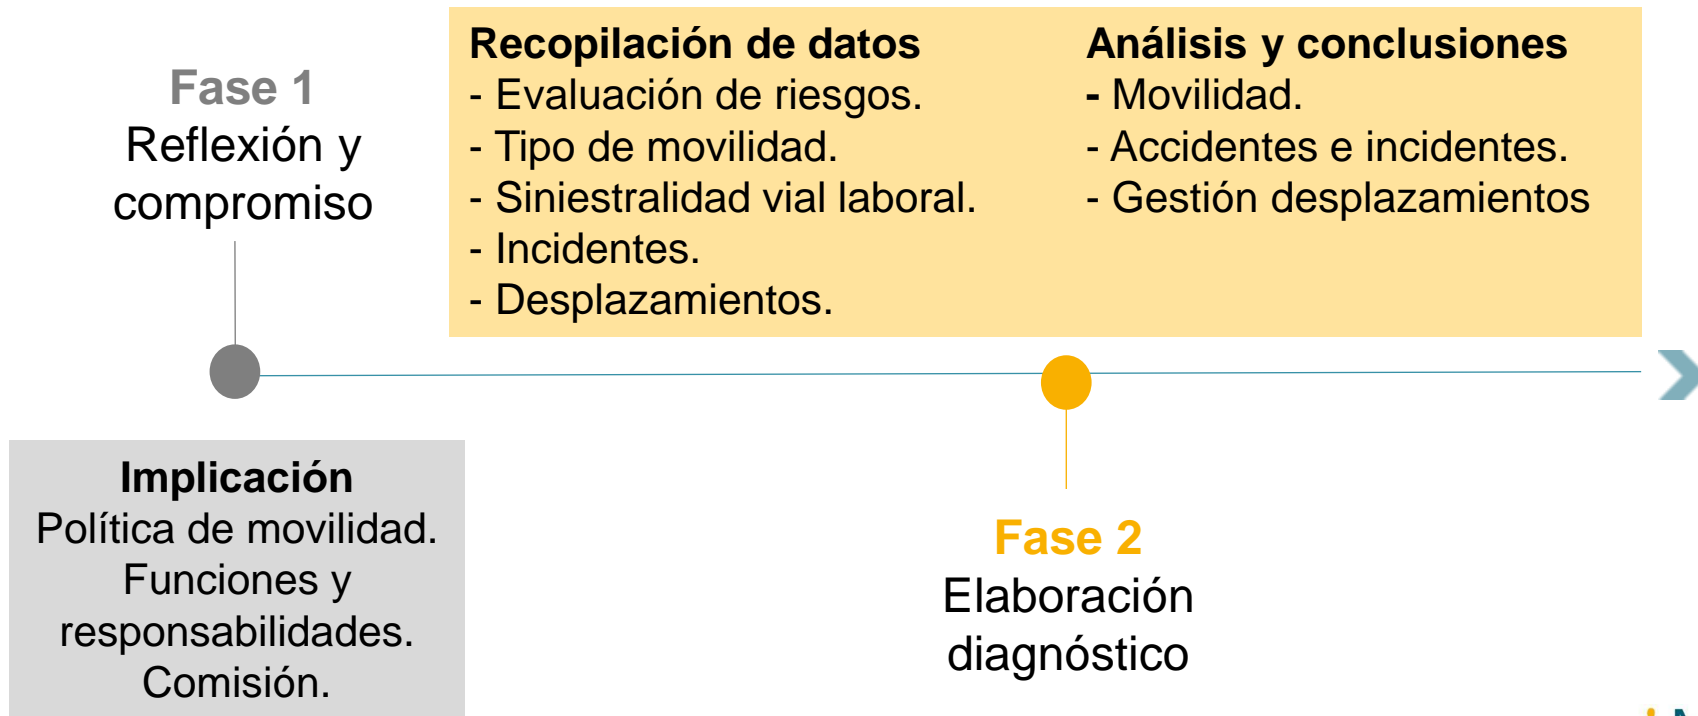 Fase 1
Reflexión y
compromiso
Recopilación de datos
- Evaluación de riesgos.
- Tipo de movilidad.
- Siniestralidad vial laboral.
- Incidentes.
- Desplazamientos.
Análisis y conclusiones
- Movilidad.
- Accidentes e incidentes.
- Gestión desplazamientos
Implicación
Política de movilidad.
Funciones y
responsabilidades.
Comisión.
Fase 2
Elaboración
diagnóstico